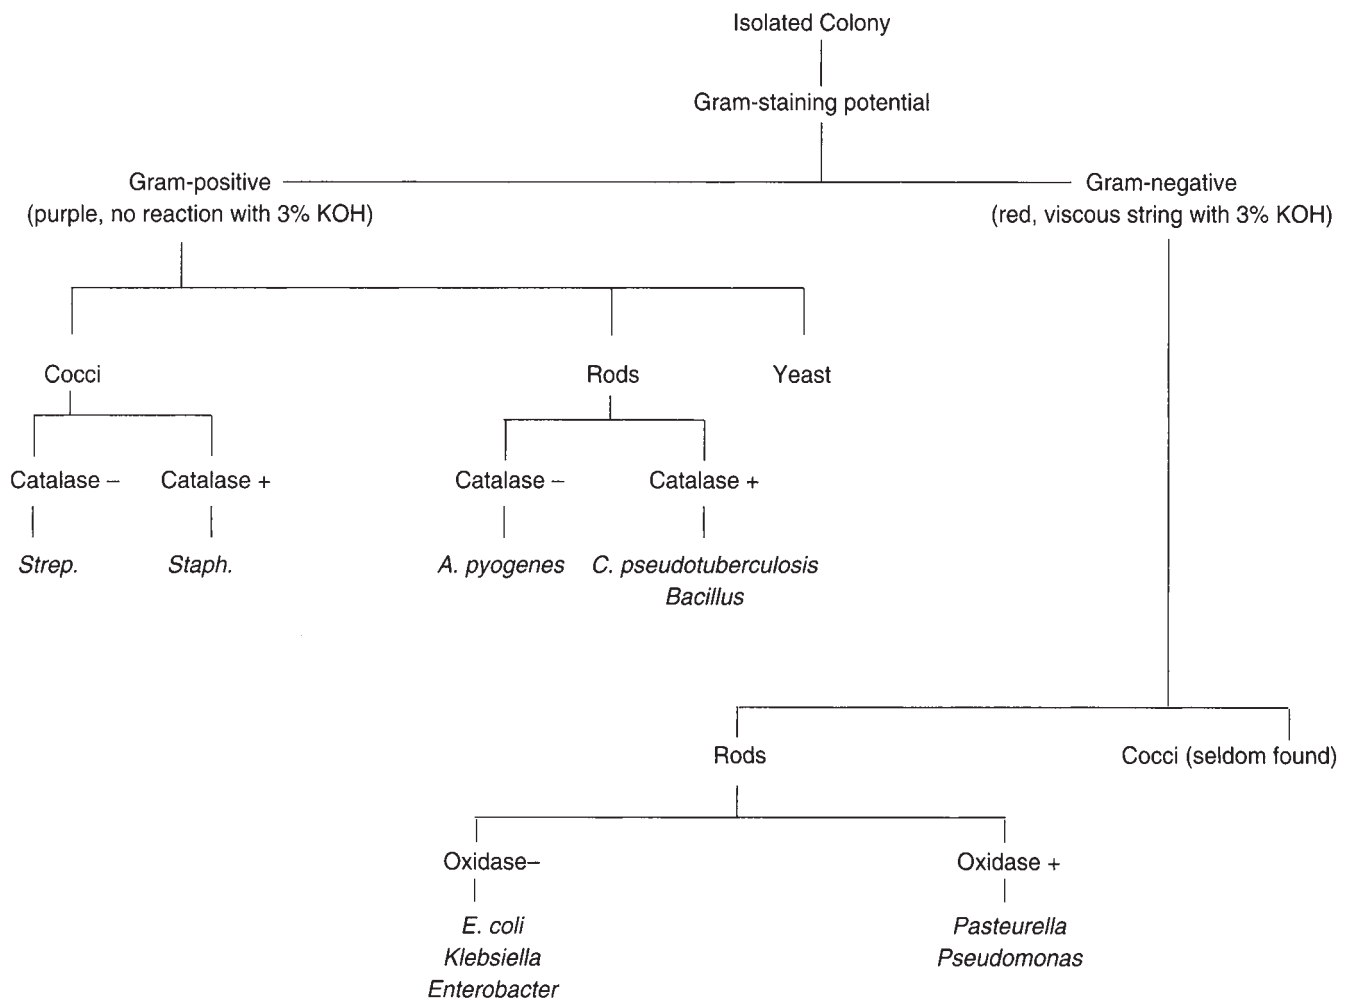 Isolated Colony
Gram-staining potential
Gram-positive
(purple, no reaction with 3% KOH)
Gram-negative
(red, viscous string with 3% KOH)
Cocci
Rods
Yeast
Catalase –
Catalase +
Catalase –
Catalase +
Strep.
Staph.
A. pyogenes
C. pseudotuberculosis
Bacillus
Rods
Cocci (seldom found)
Oxidase–
Oxidase +
E. coli
Klebsiella
Enterobacter
Pasteurella
Pseudomonas